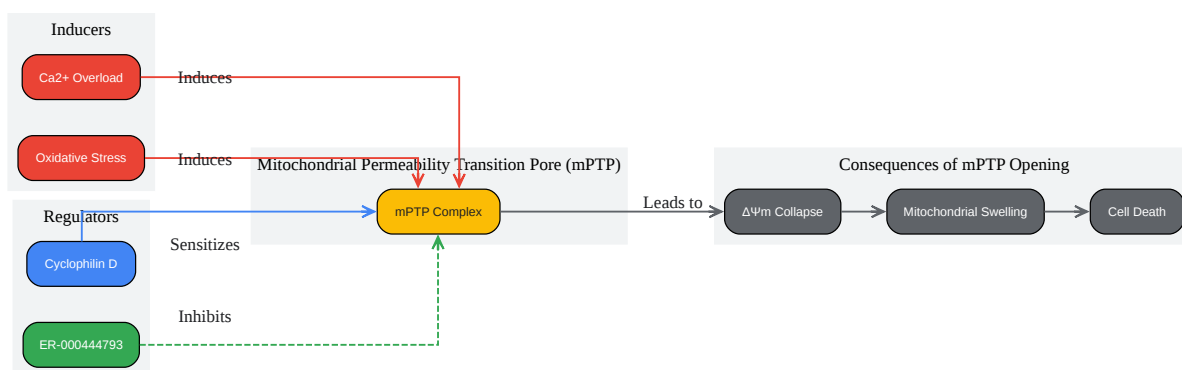 Inducers
Ca2+ Overload
Induces
Oxidative Stress
Induces
Mitochondrial Permeability Transition Pore (mPTP)
mPTP Complex
Leads to
Consequences of mPTP Opening
ΔΨm Collapse
Mitochondrial Swelling
Cell Death
Regulators
Cyclophilin D
Sensitizes
Inhibits
ER-000444793